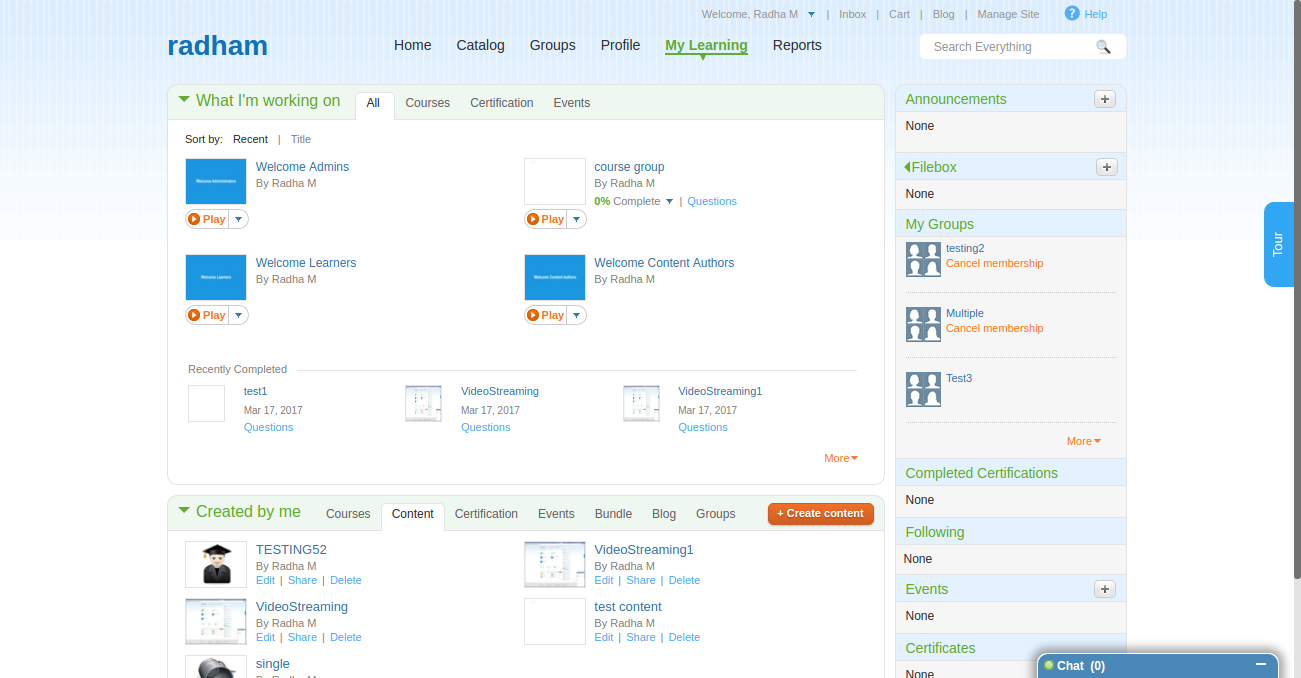 Welcome, Radha M | Inbox | Cart | Blog | Manage Site ? Help
radham
Home Catalog Groups Profile My Learning Reports
Search Everything
What I'm working on All Courses Certification Events
Sort by: Recent | Title
Welcome Administrators
Welcome Admins
By Radha M
Play
course group
By Radha M
0% Complete | Questions
Play
Welcome Learners
Welcome Learners
By Radha M
Play
Welcome Content Authors
Welcome Content Authors
By Radha M
Play
Recently Completed
test1
Mar 17, 2017
Questions
VideoStreaming
Mar 17, 2017
Questions
VideoStreaming1
Mar 17, 2017
Questions
More
Created by me Courses Content Certification Events Bundle Blog Groups + Create content
TESTING52
By Radha M
Edit | Share | Delete
VideoStreaming1
By Radha M
Edit | Share | Delete
VideoStreaming
By Radha M
Edit | Share | Delete
test content
By Radha M
Edit | Share | Delete
single
By Radha M
Announcements +
None
Filebox +
None
My Groups
testing2
Cancel membership
Multiple
Cancel membership
Test3
More
Completed Certifications
None
Following
None
Events +
None
Certificates
None
Tour
Chat (0)